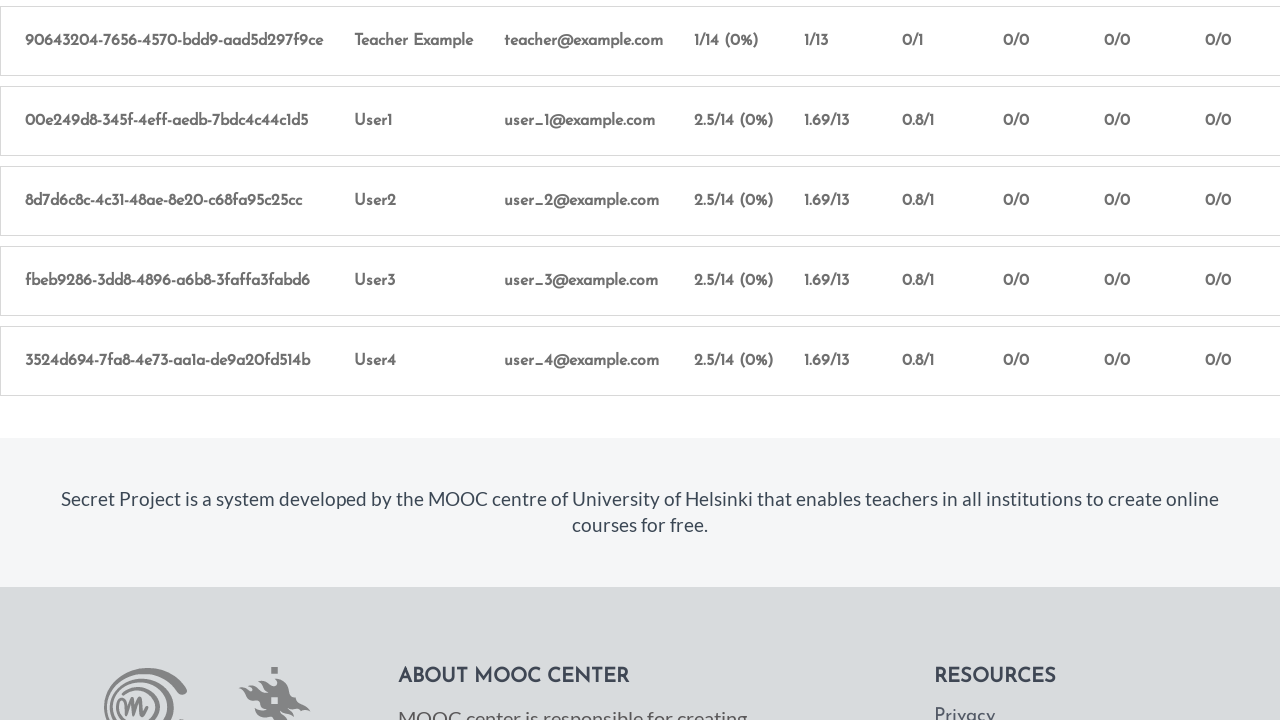 90643204-7656-4570-bdd9-aad5d297f9ce Teacher Example teacher@example.com 1/14 (0%) 1/13 0/1 0/0 0/0 0/0
00e249d8-345f-4eff-aedb-7bdc4c44c1d5 User1 user_1@example.com 2.5/14 (0%) 1.69/13 0.8/1 0/0 0/0 0/0
8d7d6c8c-4c31-48ae-8e20-c68fa95c25cc User2 user_2@example.com 2.5/14 (0%) 1.69/13 0.8/1 0/0 0/0 0/0
fbeb9286-3dd8-4896-a6b8-3faffa3fabd6 User3 user_3@example.com 2.5/14 (0%) 1.69/13 0.8/1 0/0 0/0 0/0
3524d694-7fa8-4e73-aa1a-de9a20fd514b User4 user_4@example.com 2.5/14 (0%) 1.69/13 0.8/1 0/0 0/0 0/0
Secret Project is a system developed by the MOOC centre of University of Helsinki that enables teachers in all institutions to create online
courses for free.
ABOUT MOOC CENTER
MOOC center is responsible for creating
RESOURCES
Privacy